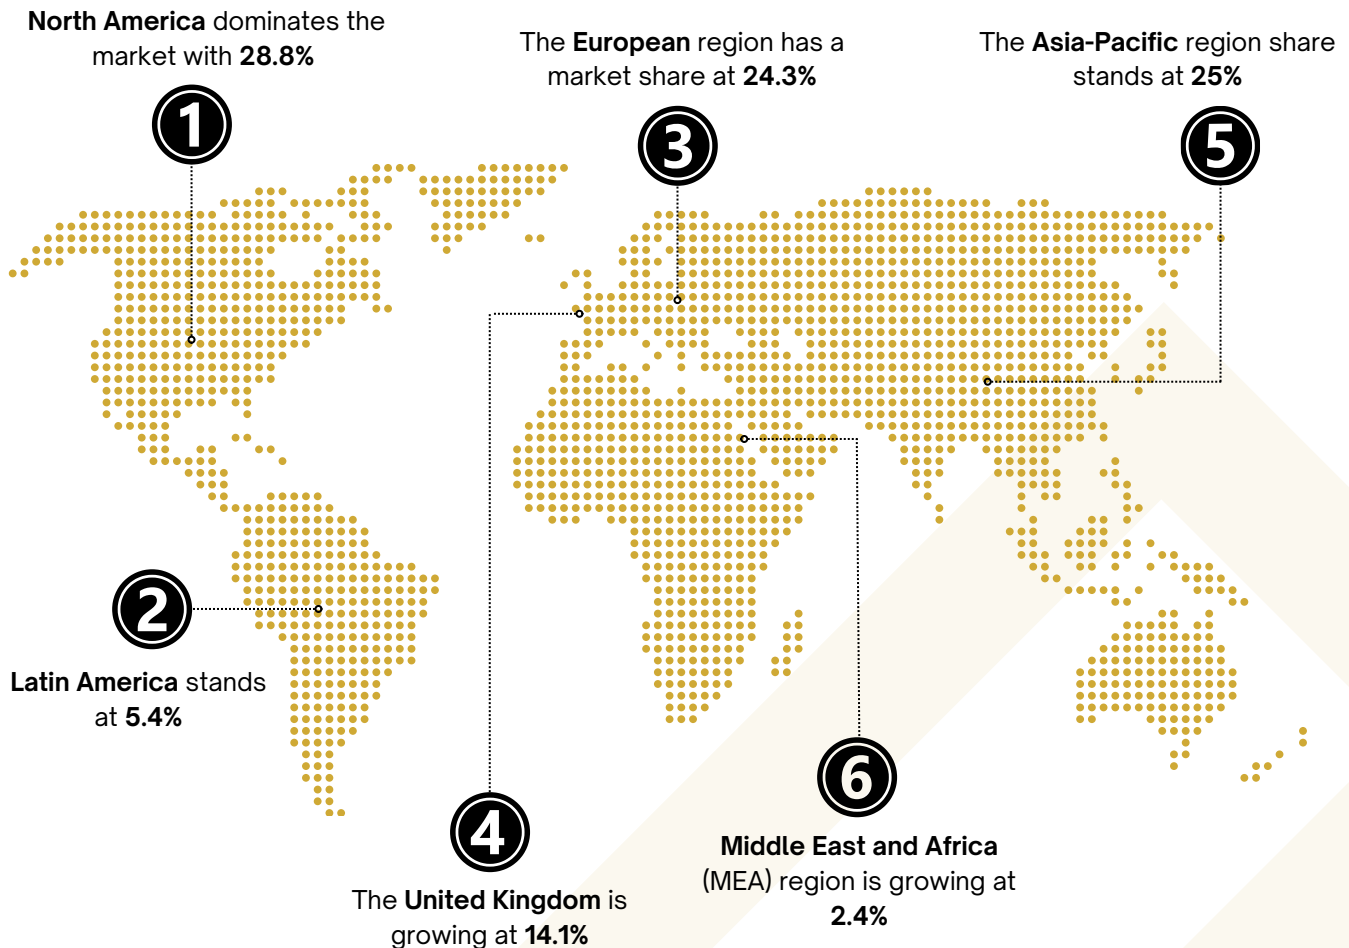 North America dominates the
market with 28.8%
1
The European region has a
market share at 24.3%
3
The Asia-Pacific region share
stands at 25%
5
2
Latin America stands
at 5.4%
4
The United Kingdom is
growing at 14.1%
6
Middle East and Africa
(MEA) region is growing at
2.4%